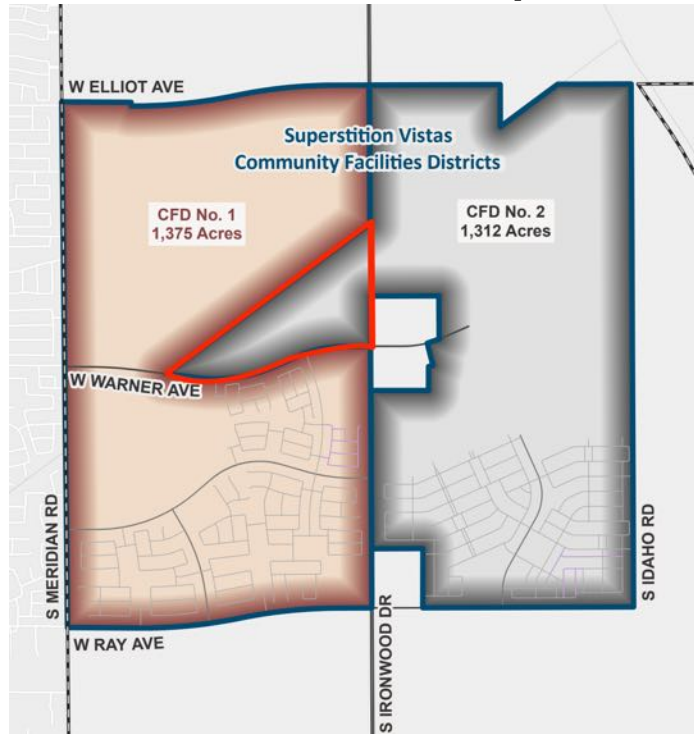 W ELLIOT AVE
Superstition Vistas
Community Facilities Districts
CFD No. 1
1,375 Acres
CFD No. 2
1,312 Acres
W WARNER AVE
S MERIDIAN RD
S IDAHO RD
S IRONWOOD DR
W RAY AVE